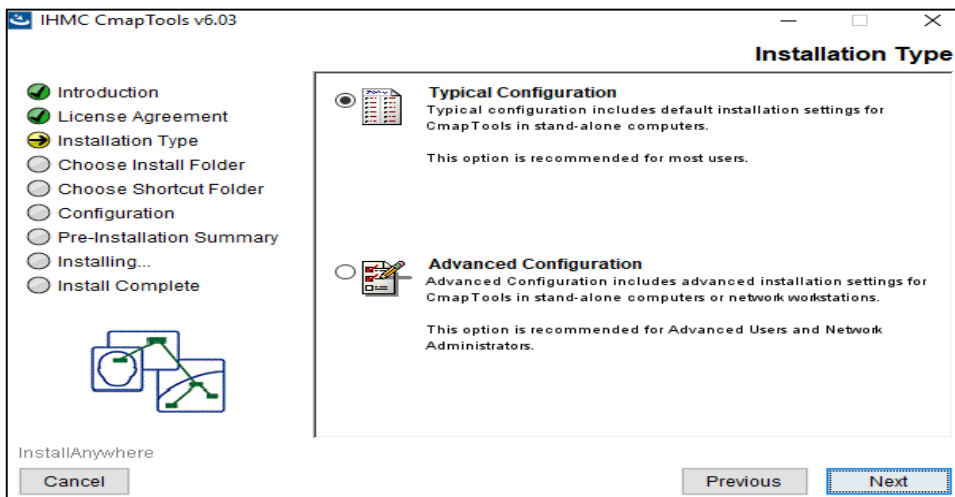 IHMC CmapTools v6.03
Installation Type
Introduction
License Agreement
Installation Type
Choose Install Folder
Choose Shortcut Folder
Configuration
Pre-Installation Summary
Installing...
Install Complete
Typical Configuration
Typical configuration includes default installation settings for
CmapTools in stand-alone computers.
This option is recommended for most users.
Advanced Configuration
Advanced Configuration includes advanced installation settings for
CmapTools in stand-alone computers or network workstations.
This option is recommended for Advanced Users and Network
Administrators.
InstallAnywhere
Cancel
Previous
Next